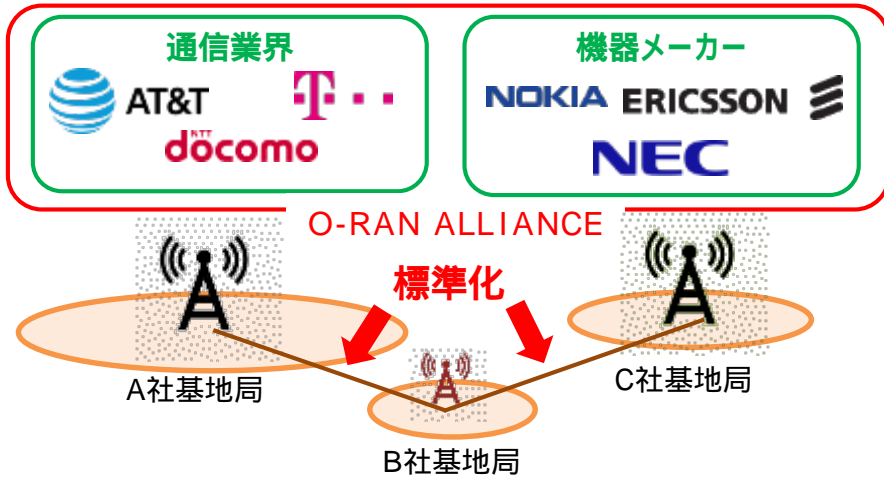 通信業界
機器メーカー
AT&T
T
NTT
döcomo
NOKIA
ERICSSON
NEC
O-RAN ALLIANCE
標準化
A社基地局
C社基地局
B社基地局